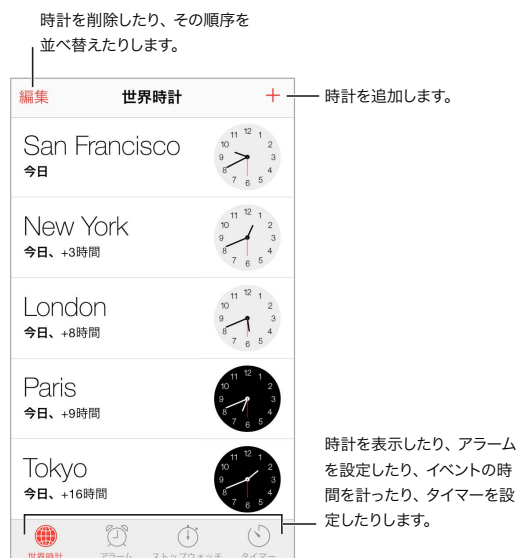 時計を削除したり、その順序を
並べ替えたりします。
編集 世界時計 +
時計を追加します。
San Francisco
今日
New York
今日、+3時間
London
今日、+8時間
Paris
今日、+9時間
Tokyo
今日、+16時間
時計を表示したり、アラーム
を設定したり、イベントの時
間を計ったり、タイマーを設
定したりします。
世界時計 アラーム ストップウォッチ タイマー